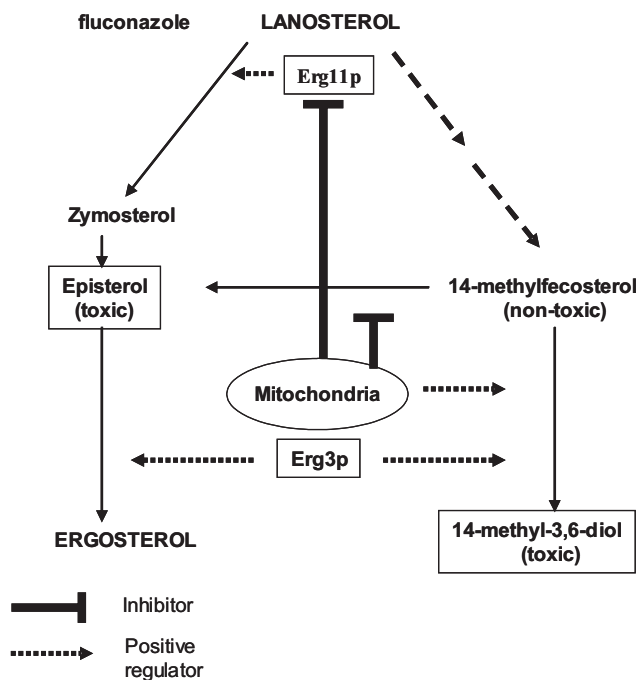 fluconazole LANOSTEROL
Erg11p
Zymosterol
Episterol
(toxic)
14-methylfecosterol
(non-toxic)
Mitochondria
Erg3p
ERGOSTEROL
14-methyl-3,6-diol
(toxic)
Inhibitor
Positive
regulator